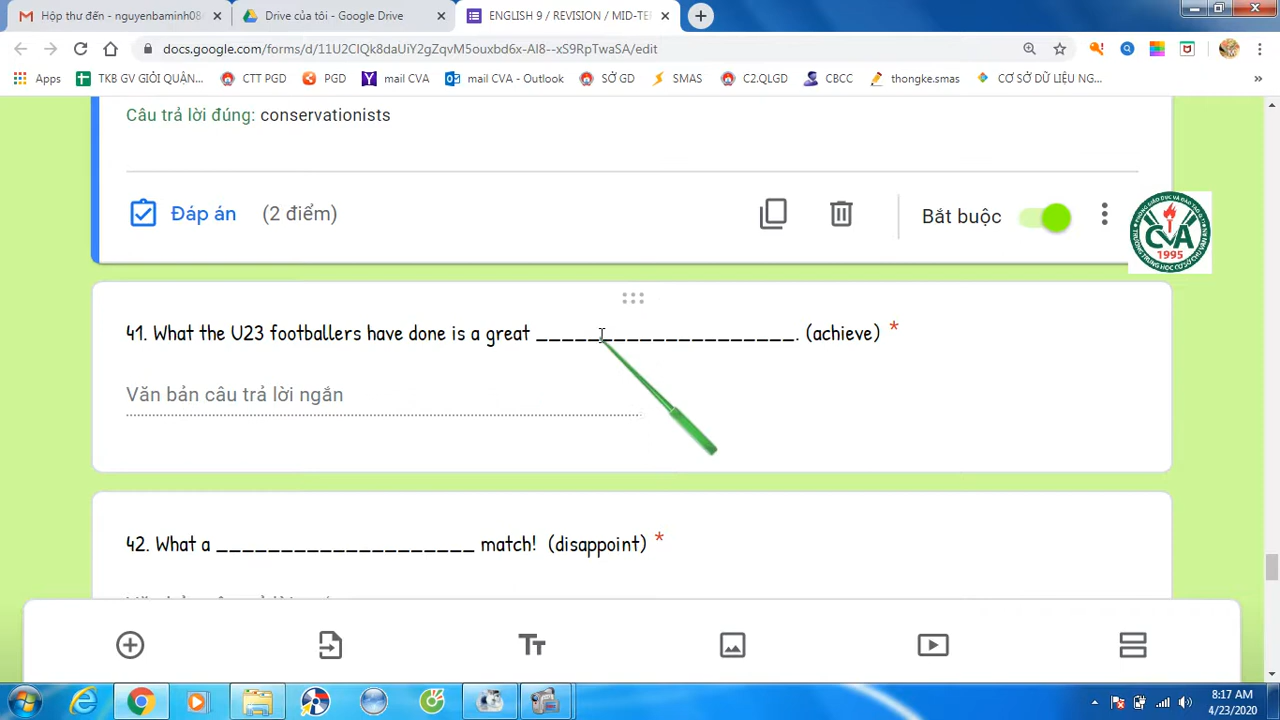 Hộp thư đến - nguyenbaminh08
Drive của tôi - Google Drive
ENGLISH 9 / REVISION / MID-TE
docs.google.com/forms/d/11U2ClQk8daUiY2gZqvM5otxbd6x-AI8--xS9RpTwaSA/edit
Apps
TKB GV GIỎI QUẬN...
CTT PGD
PGD
mail CVA
mail CVA - Outlook
SỞ GD
SMAS
C2.QLGD
CBCC
thongke.smas
CƠ SỞ DỮ LIỆU NG...
»
Câu trả lời đúng: conservationists
Đáp án (2 điểm)
Bắt buộc
CVA
1995
41. What the U23 footballers have done is a great ____________________. (achieve) *
Văn bản câu trả lời ngắn
42. What a ____________________ match! (disappoint) *
Tт
8:17 AM
4/23/2020